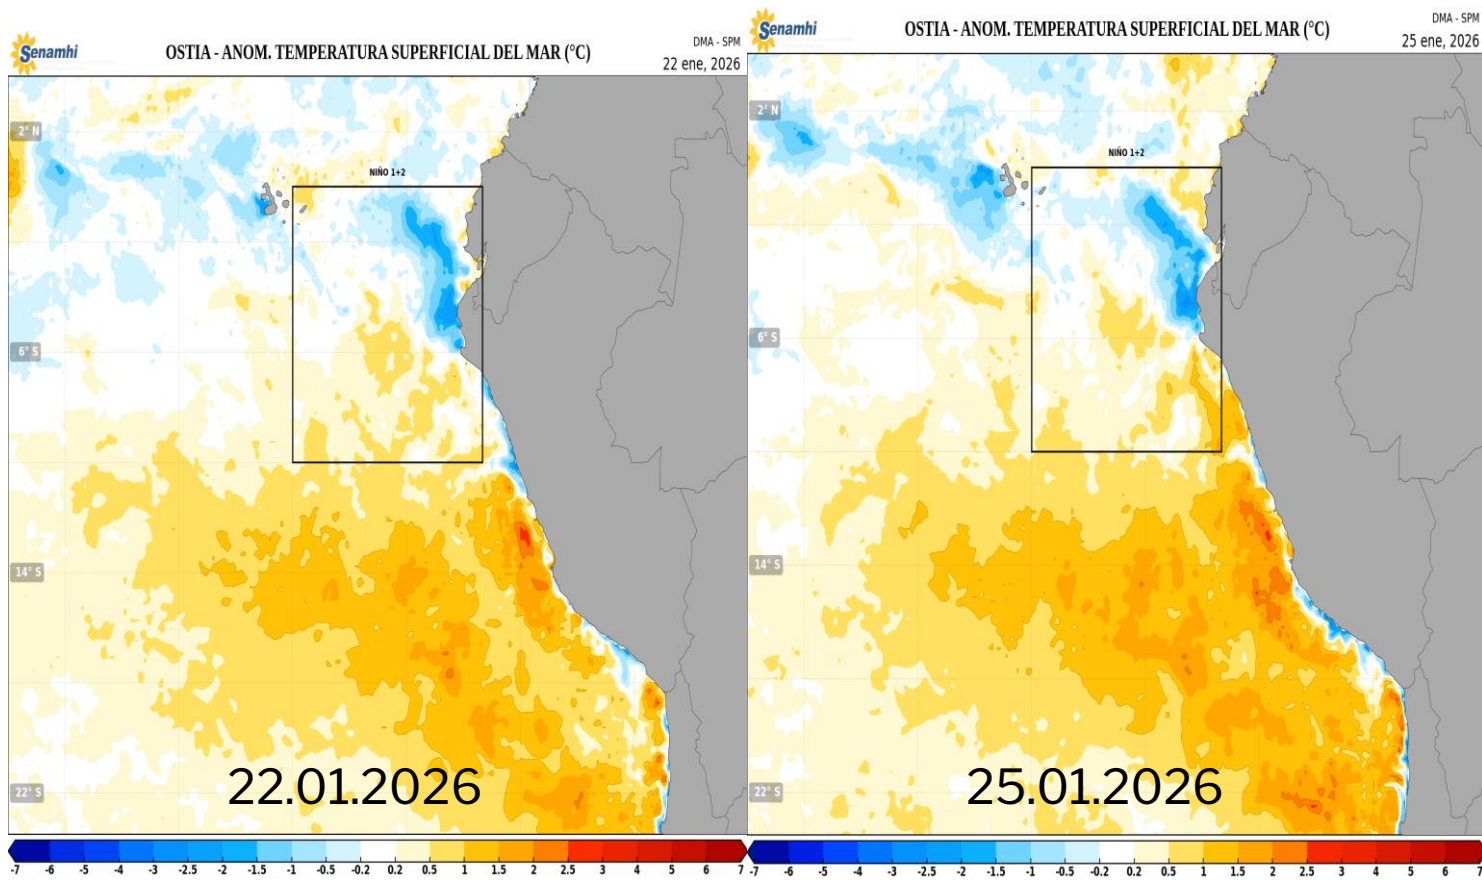 Senamhi
OSTIA - ANOM. TEMPERATURA SUPERFICIAL DEL MAR (°C)
DMA - SPM
22 ene, 2026
2° N
NIÑO 1+2
6° S
14° S
22° S
22.01.2026
-7 -6 -5 -4 -3 -2.5 -2 -1.5 -1 -0.5 -0.2 0.2 0.5 1 1.5 2 2.5 3 4 5 6 7
Senamhi
OSTIA - ANOM. TEMPERATURA SUPERFICIAL DEL MAR (°C)
DMA - SPM
25 ene, 2026
2° N
NIÑO 1+2
6° S
14° S
22° S
25.01.2026
-7 -6 -5 -4 -3 -2.5 -2 -1.5 -1 -0.5 -0.2 0.2 0.5 1 1.5 2 2.5 3 4 5 6 7